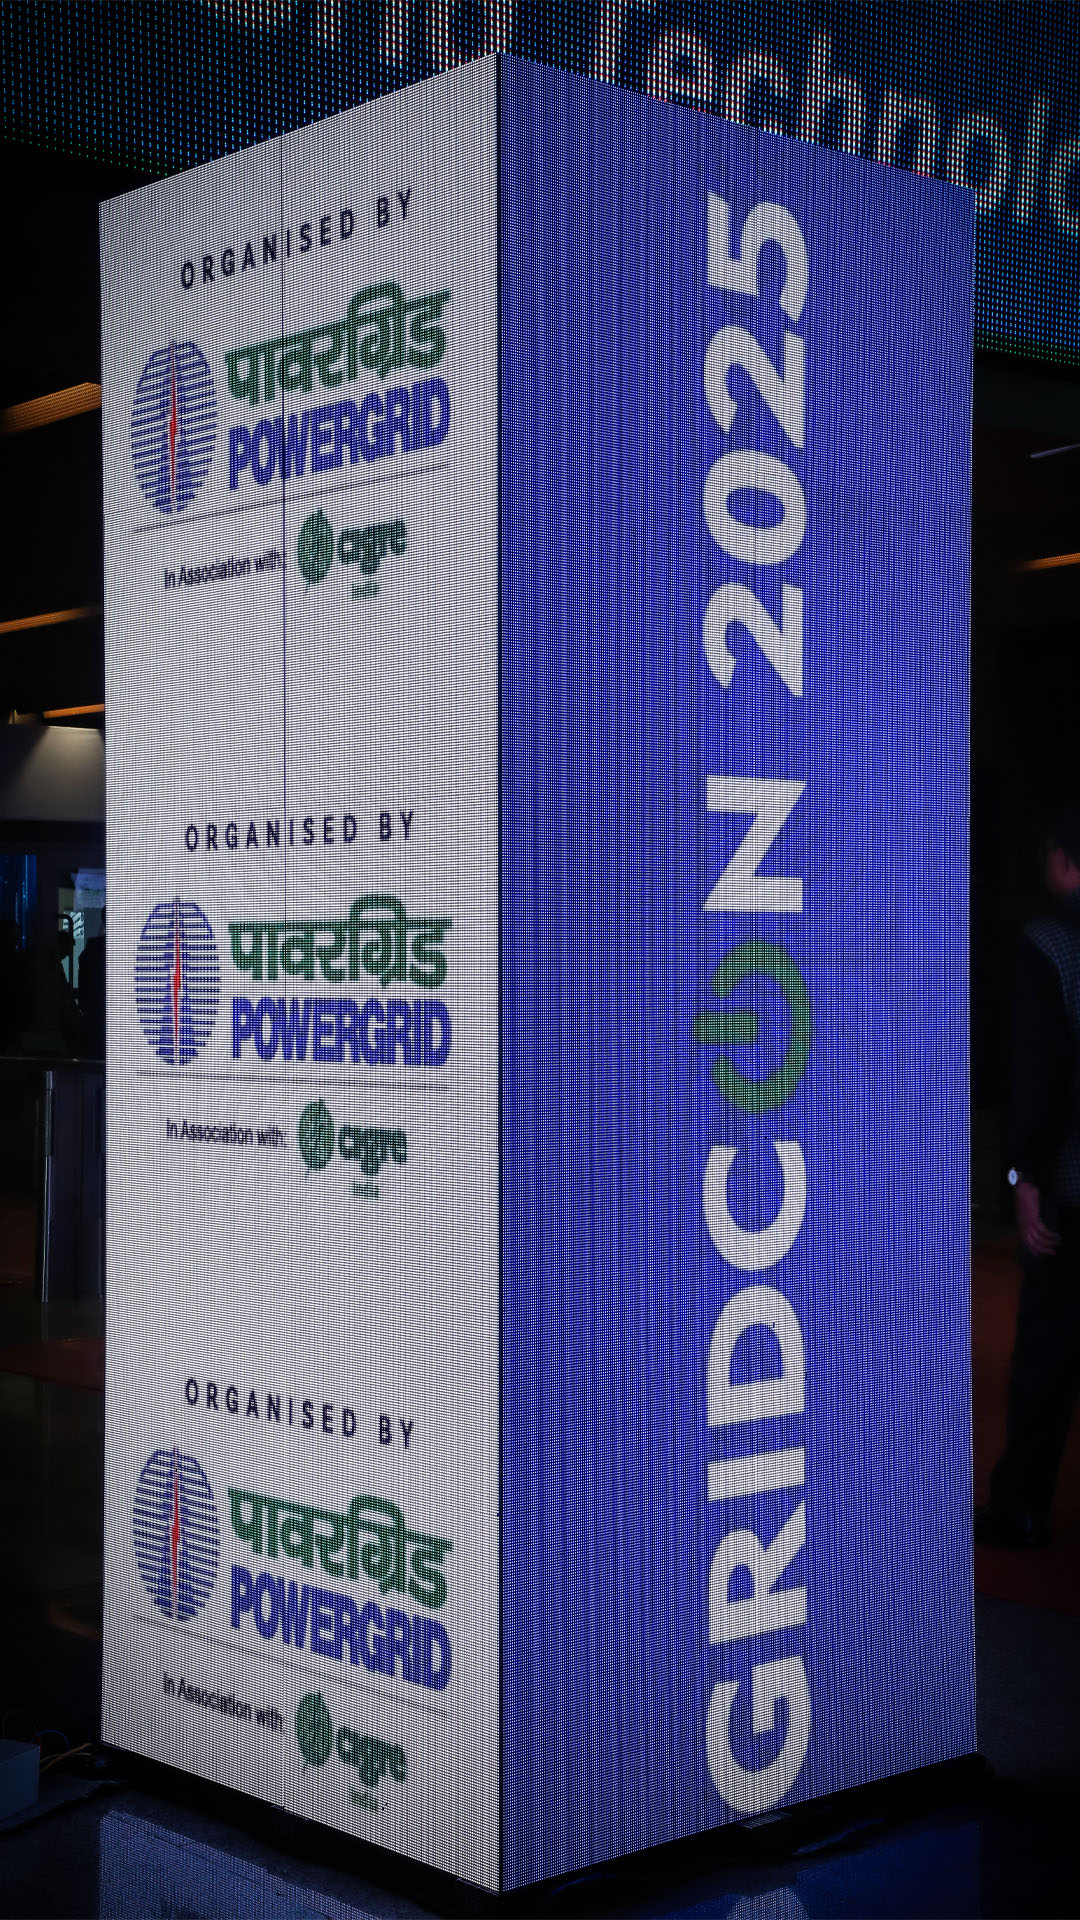 ORGANISED BY
पावरग्रिड
POWERGRID
In Association with:
cigre
ORGANISED BY
पावरग्रिड
POWERGRID
In Association with:
cigre
INDIA
ORGANISED BY
पावरग्रिड
POWERGRID
In Association with:
cigre
GRIDCON 2025